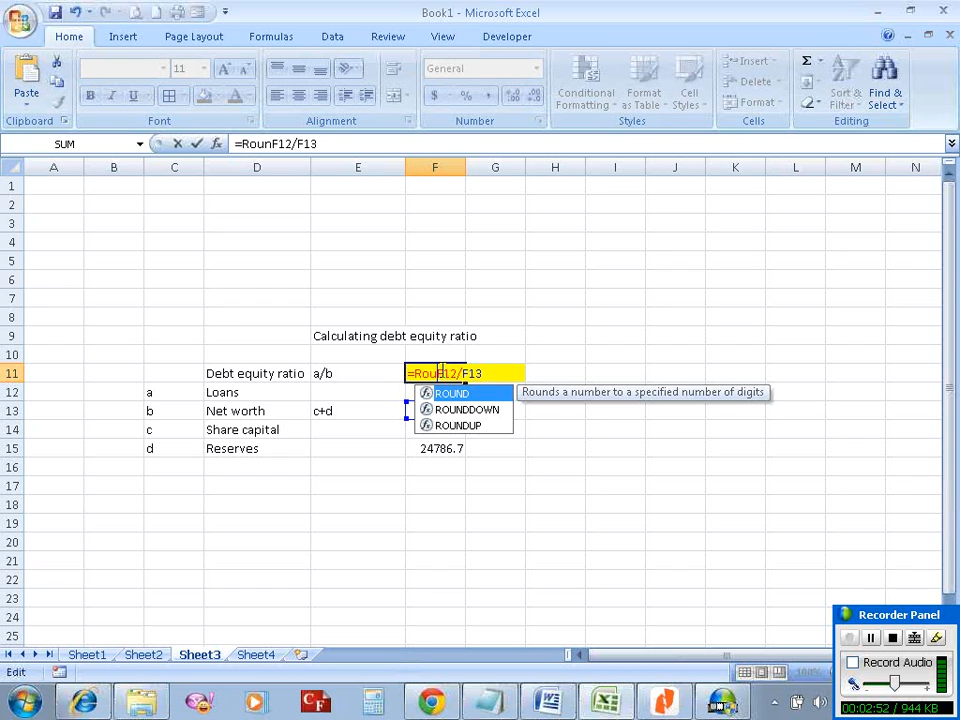 Book1 - Microsoft Excel
Home Insert Page Layout Formulas Data Review View Developer
Paste
11 A A
General
Conditional Formatting
Format as Table
Cell Styles
Insert
Delete
Format
Σ
Sort & Filter
Find & Select
B I U
$ % ,
Clipboard Font Alignment Number Styles Cells Editing
SUM fx =RounF12/F13
A B C D E F G H I J K L M N
1
2
3
4
5
6
7
8
9 Calculating debt equity ratio
10
11 Debt equity ratio a/b =RounF12/F13
12 a Loans
ROUND Rounds a number to a specified number of digits
13 b Net worth c+d
ROUNDDOWN
14 c Share capital
ROUNDUP
15 d Reserves 24786.7
16
17
18
19
20
21
22
23
24
25
Recorder Panel
Record Audio
- +
00:02:52 / 944 KB
Sheet1 Sheet2 Sheet3 Sheet4
Edit